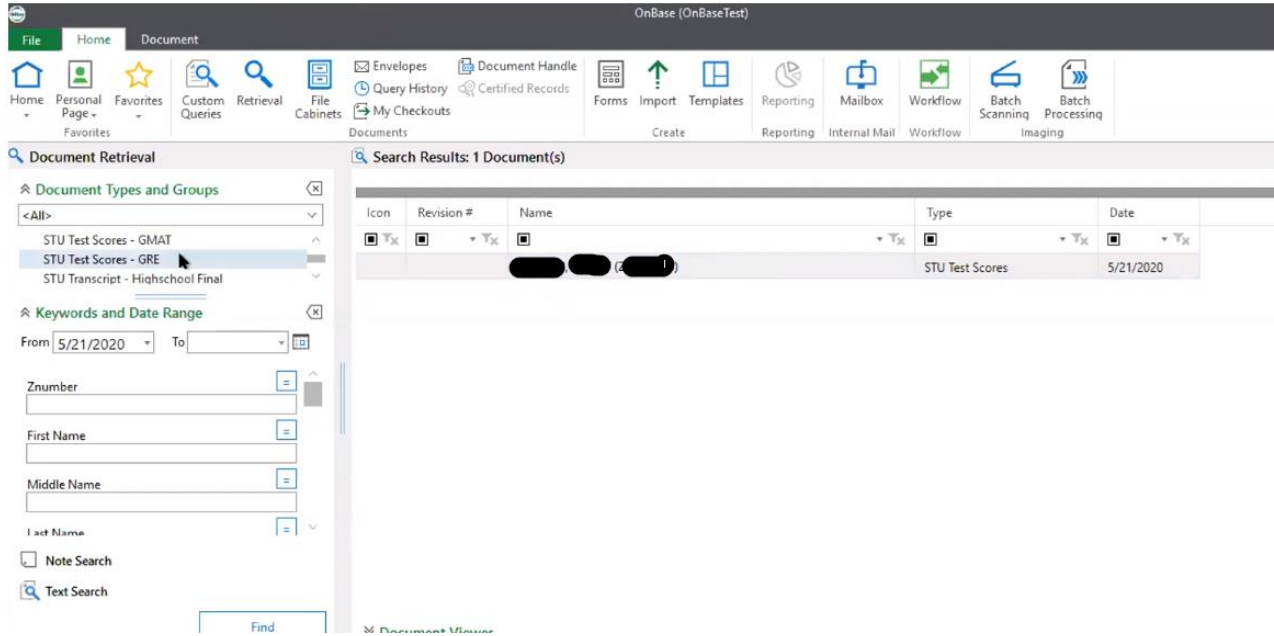 OnBase (OnBaseTest)
File Home Document
Home Personal Page Favorites Custom Queries Retrieval File Cabinets
Envelopes Document Handle
Query History Certified Records
My Checkouts
Forms Import Templates Reporting Mailbox Workflow Batch Scanning Batch Processing
Favorites Documents Create Reporting Internal Mail Workflow Imaging
Document Retrieval
Document Types and Groups
<All>
STU Test Scores - GMAT
STU Test Scores - GRE
STU Transcript - Highschool Final
Keywords and Date Range
From 5/21/2020 To
Znumber =
First Name =
Middle Name =
Last Name =
Note Search
Text Search
Find
Search Results: 1 Document(s)
Icon Revision # Name Type Date
(Z ) STU Test Scores 5/21/2020
Document Viewer